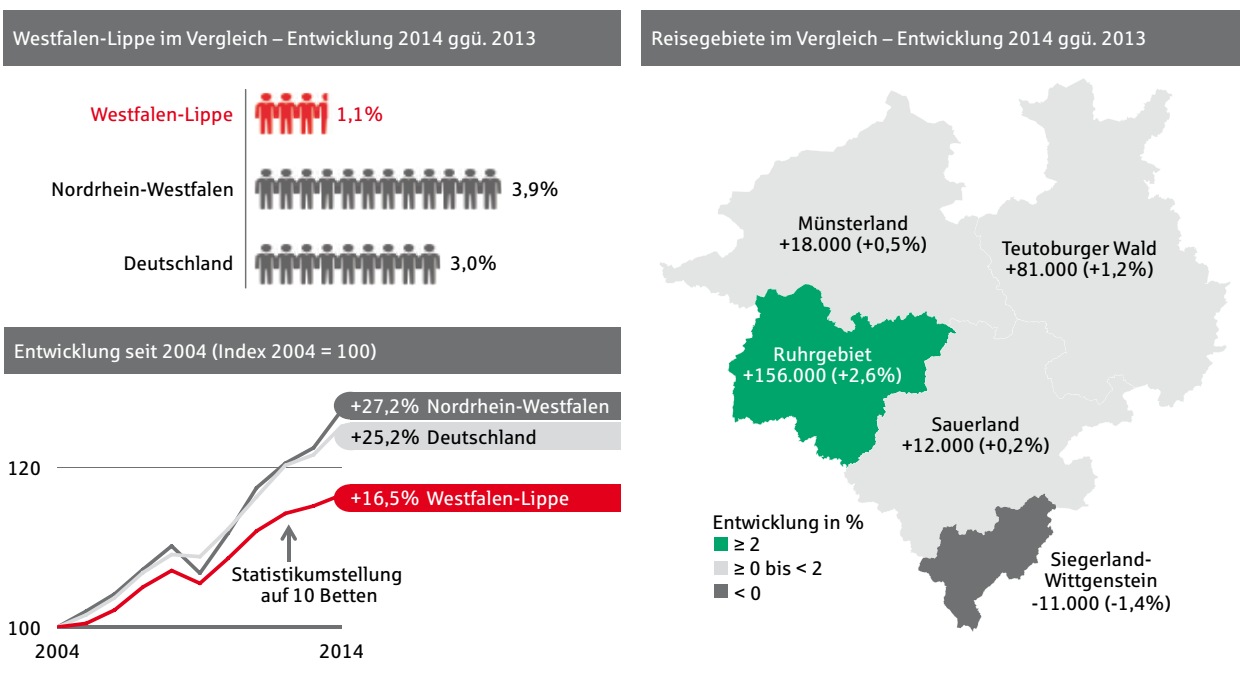 Westfalen-Lippe im Vergleich – Entwicklung 2014 ggü. 2013
Westfalen-Lippe 1,1%
Nordrhein-Westfalen 3,9%
Deutschland 3,0%
Entwicklung seit 2004 (Index 2004 = 100)
+27,2% Nordrhein-Westfalen
+25,2% Deutschland
120
+16,5% Westfalen-Lippe
Statistikumstellung
auf 10 Betten
100
2004 2014
Reisegebiete im Vergleich – Entwicklung 2014 ggü. 2013
Münsterland
+18.000 (+0,5%)
Teutoburger Wald
+81.000 (+1,2%)
Ruhrgebiet
+156.000 (+2,6%)
Sauerland
+12.000 (+0,2%)
Entwicklung in %
≥ 2
≥ 0 bis < 2
< 0
Siegerland-
Wittgenstein
-11.000 (-1,4%)